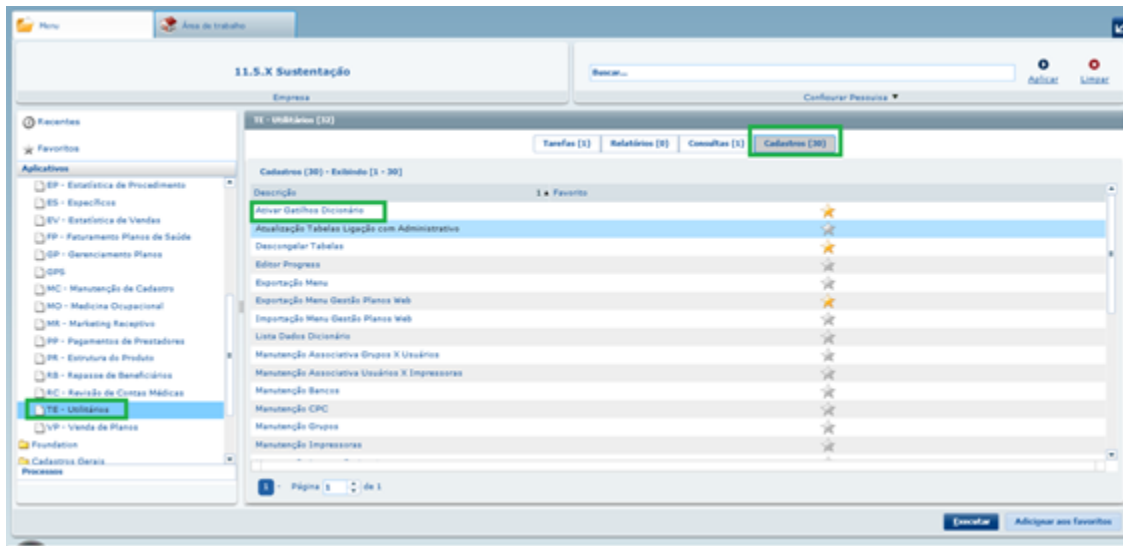 Menu
Área de trabalho
11.5.X Sustentação
Empresa
Buscar...
Aplicar
Limpar
Configurar Pesquisa ▼
Recentes
Favoritos
Aplicativos
EP - Estatística de Procedimento
ES - Específicos
EV - Estatística de Vendas
FP - Faturamento Planos de Saúde
GP - Gerenciamento Planos
GPS
MC - Manutenção de Cadastro
MO - Medicina Ocupacional
MR - Marketing Receptivo
PP - Pagamentos de Prestadores
PR - Estrutura do Produto
RB - Repasse de Beneficiários
RC - Revisão de Contas Médicas
TE - Utilitários
VP - Venda de Planos
Foundation
Cadastros Gerais
Processos
TE - Utilitários (32)
Tarefas (1) Relatórios (0) Consultas (1) Cadastros (30)
Cadastros (30) - Exibindo [1 - 30]
Descrição 1 ▲ Favorito
Ativar Gatilhos Dicionário
Atualização Tabelas Ligação com Administrativo
Descongelar Tabelas
Editor Progress
Exportação Menu
Exportação Menu Gestão Planos Web
Importação Menu Gestão Planos Web
Lista Dados Dicionário
Manutenção Associativa Grupos X Usuários
Manutenção Associativa Usuários X Impressoras
Manutenção Bancos
Manutenção CPC
Manutenção Grupos
Manutenção Impressoras
1 - Página 1 de 1
Executar Adicionar aos favoritos